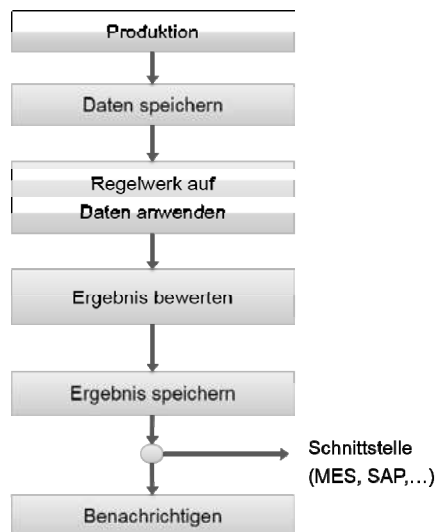 Produktion
Daten speichern
Regelwerk auf
Daten anwenden
Ergebnis bewerten
Ergebnis speichern
Schnittstelle
(MES, SAP,...)
Benachrichtigen